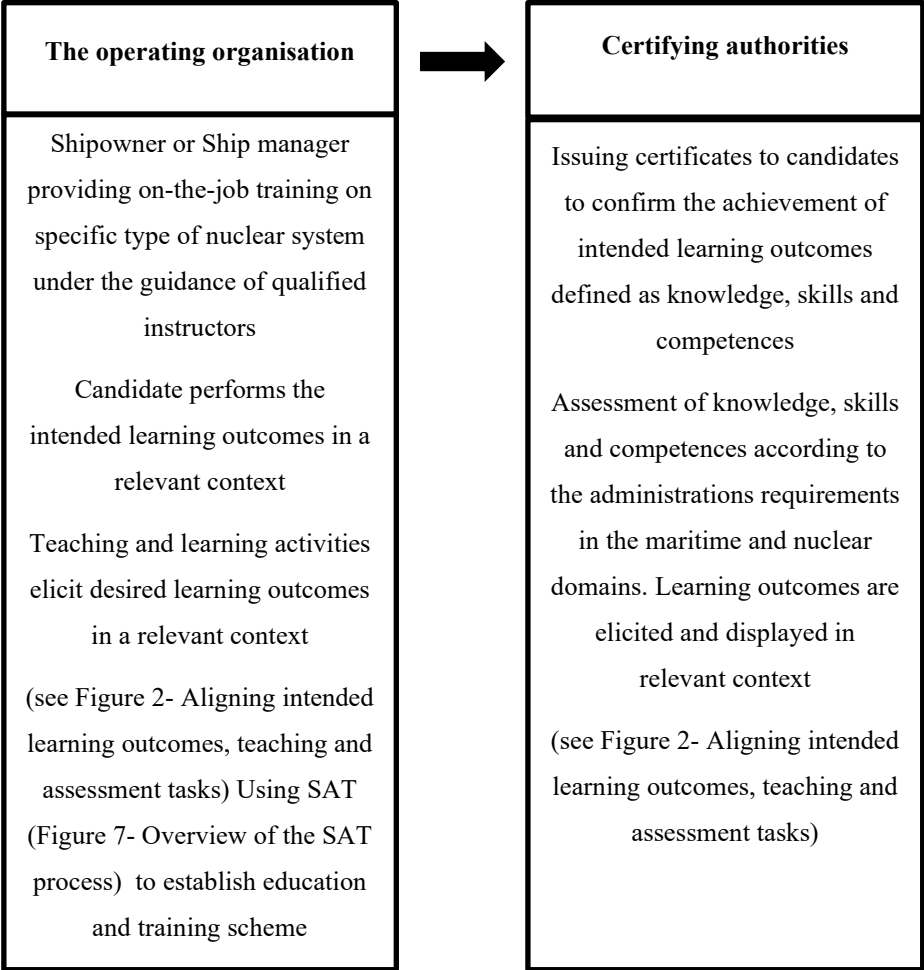 The operating organisation
Shipowner or Ship manager
providing on-the-job training on
specific type of nuclear system
under the guidance of qualified
instructors
Candidate performs the
intended learning outcomes in a
relevant context
Teaching and learning activities
elicit desired learning outcomes
in a relevant context
(see Figure 2- Aligning intended
learning outcomes, teaching and
assessment tasks) Using SAT
(Figure 7- Overview of the SAT
process)  to establish education
and training scheme
Certifying authorities
Issuing certificates to candidates
to confirm the achievement of
intended learning outcomes
defined as knowledge, skills and
competences
Assessment of knowledge, skills
and competences according to
the administrations requirements
in the maritime and nuclear
domains. Learning outcomes are
elicited and displayed in
relevant context
(see Figure 2- Aligning intended
learning outcomes, teaching and
assessment tasks)